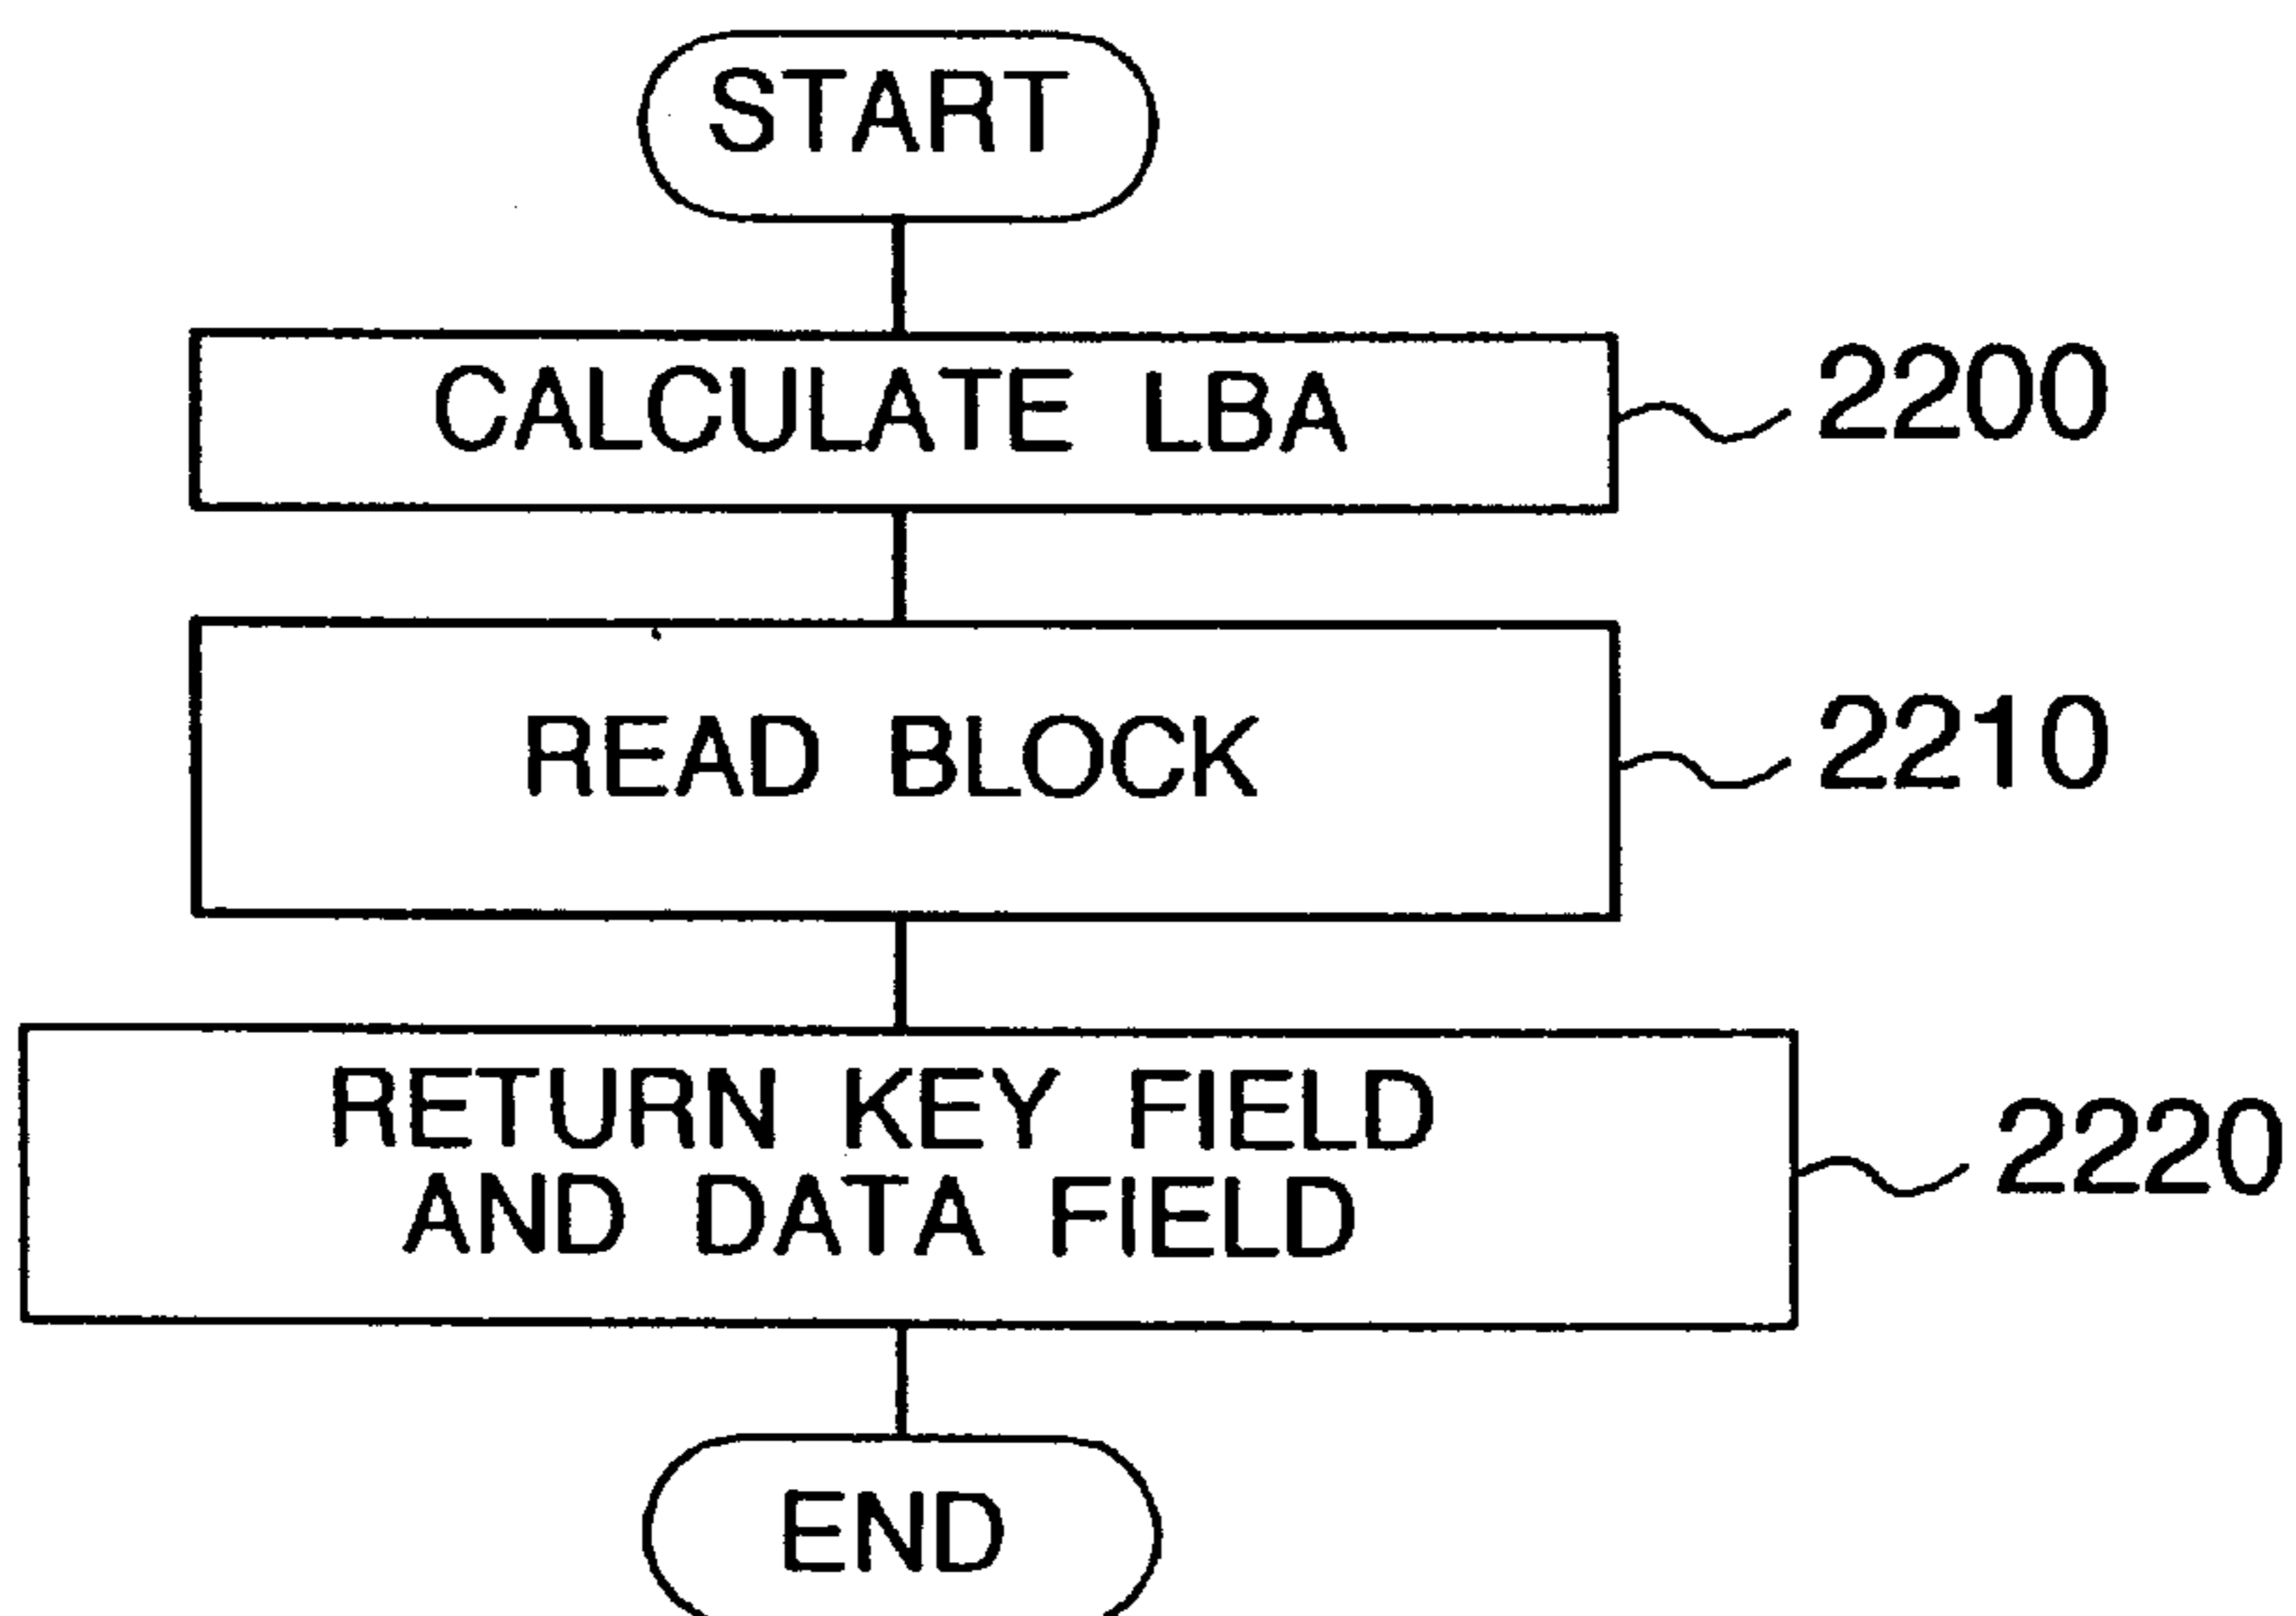 START
CALCULATE LBA
2200
READ BLOCK
2210
RETURN KEY FIELD
AND DATA FIELD
2220
END